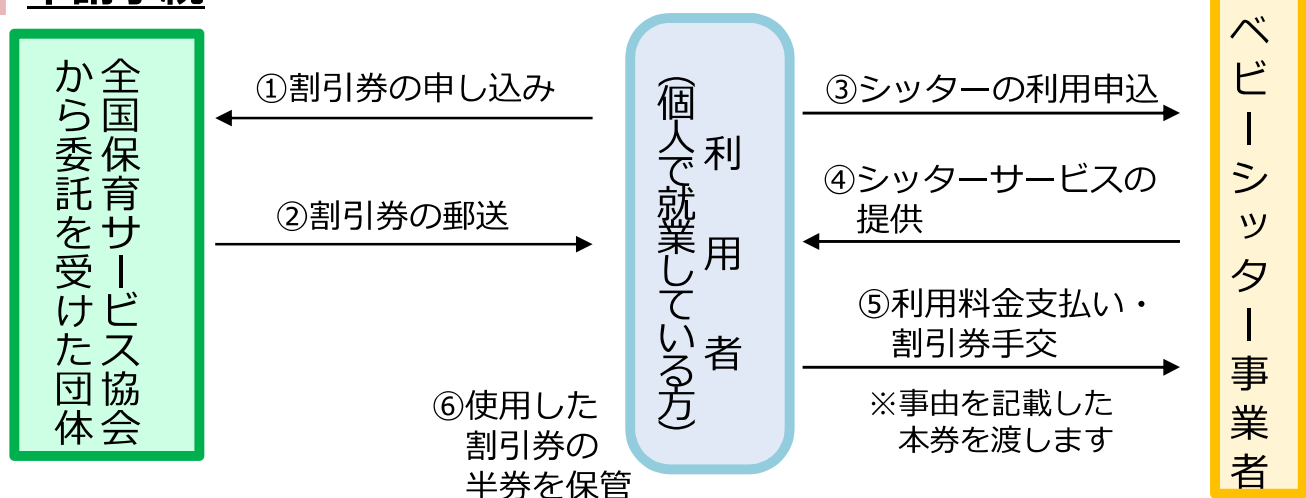 全国保育サービス協会
から委託を受けた団体
①割引券の申し込み
②割引券の郵送
利用者
(個人で就業している方)
⑥使用した
割引券の
半券を保管
③シッターの利用申込
④シッターサービスの
提供
⑤利用料金支払い・
割引券手交
※事由を記載した
本券を渡します
ベビーシッター事業者